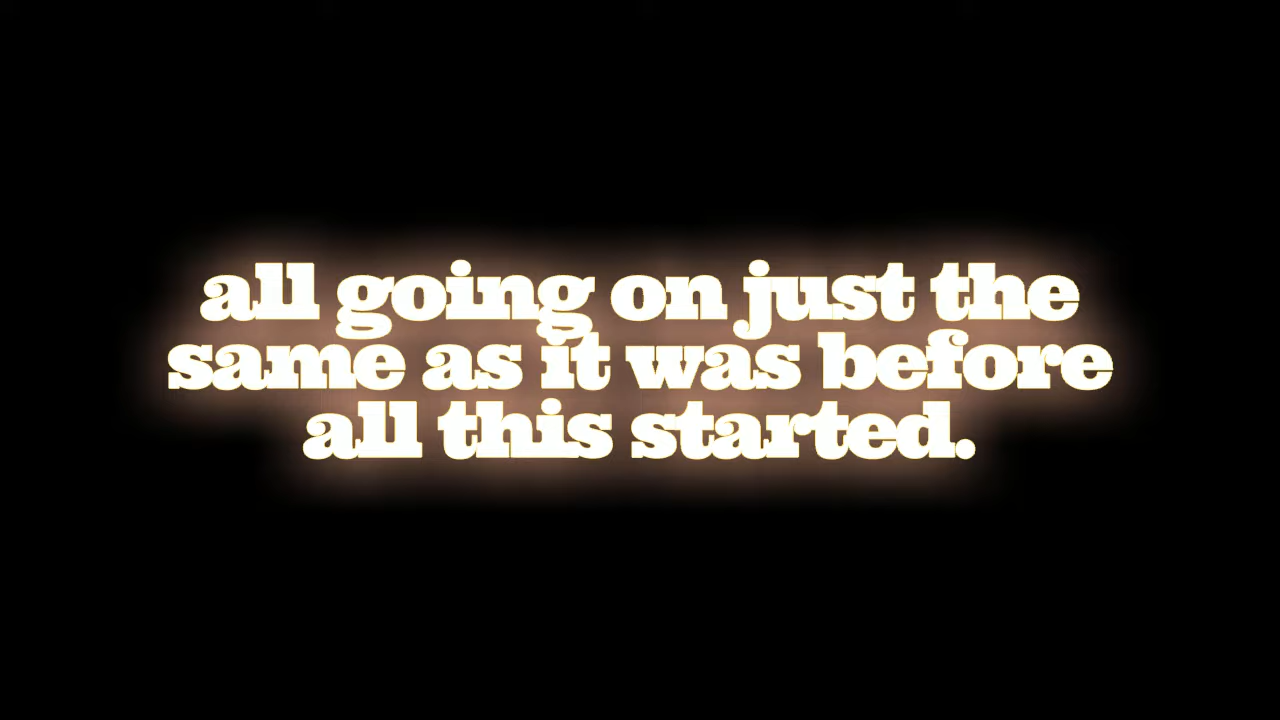 all going on just the
same as it was before
all this started.